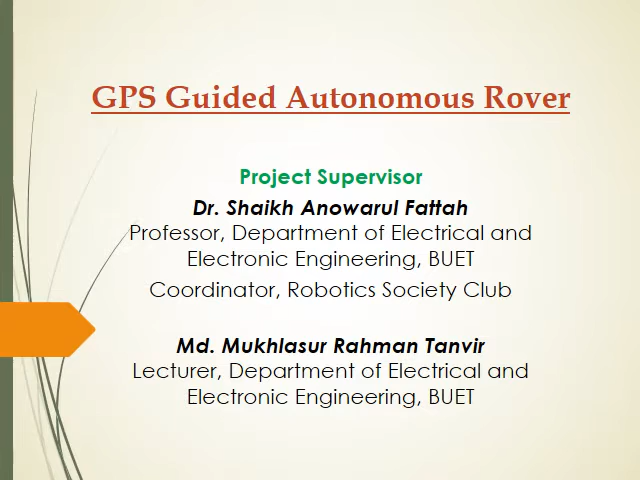 GPS Guided Autonomous Rover
Project Supervisor
Dr. Shaikh Anowarul Fattah
Professor, Department of Electrical and
Electronic Engineering, BUET
Coordinator, Robotics Society Club
Md. Mukhlasur Rahman Tanvir
Lecturer, Department of Electrical and
Electronic Engineering, BUET